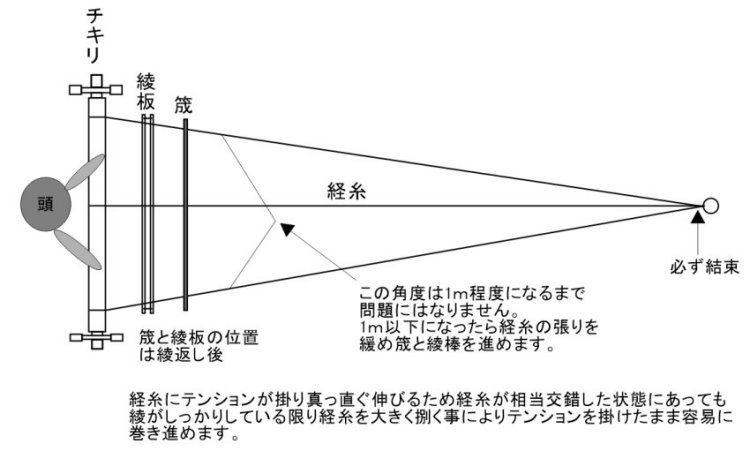 チキリ
綾板
筬
頭
経糸
必ず結束
この角度は1m程度になるまで
問題にはなりません。
1m以下になったら経糸の張りを
緩め筬と綾棒を進めます。
筬と綾板の位置
は綾返し後
経糸にテンションが掛り真っ直ぐ伸びるため経糸が相当交錯した状態にあっても
綾がしっかりしている限り経糸を大きく捌く事によりテンションを掛けたまま容易に
巻き進めます。